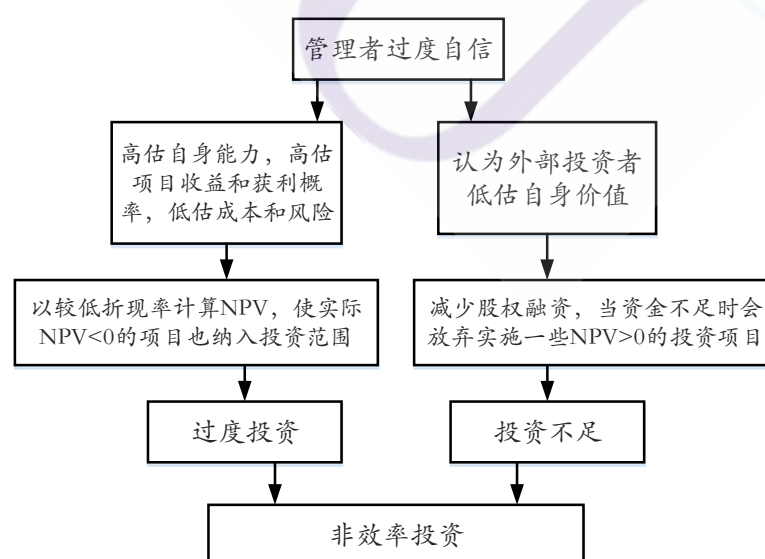 管理者过度自信
高估自身能力，高估
项目收益和获利概
率，低估成本和风险
认为外部投资者
低估自身价值
以较低折现率计算NPV，使实际
NPV<0的项目也纳入投资范围
减少股权融资，当资金不足时会
放弃实施一些NPV>0的投资项目
过度投资
投资不足
非效率投资